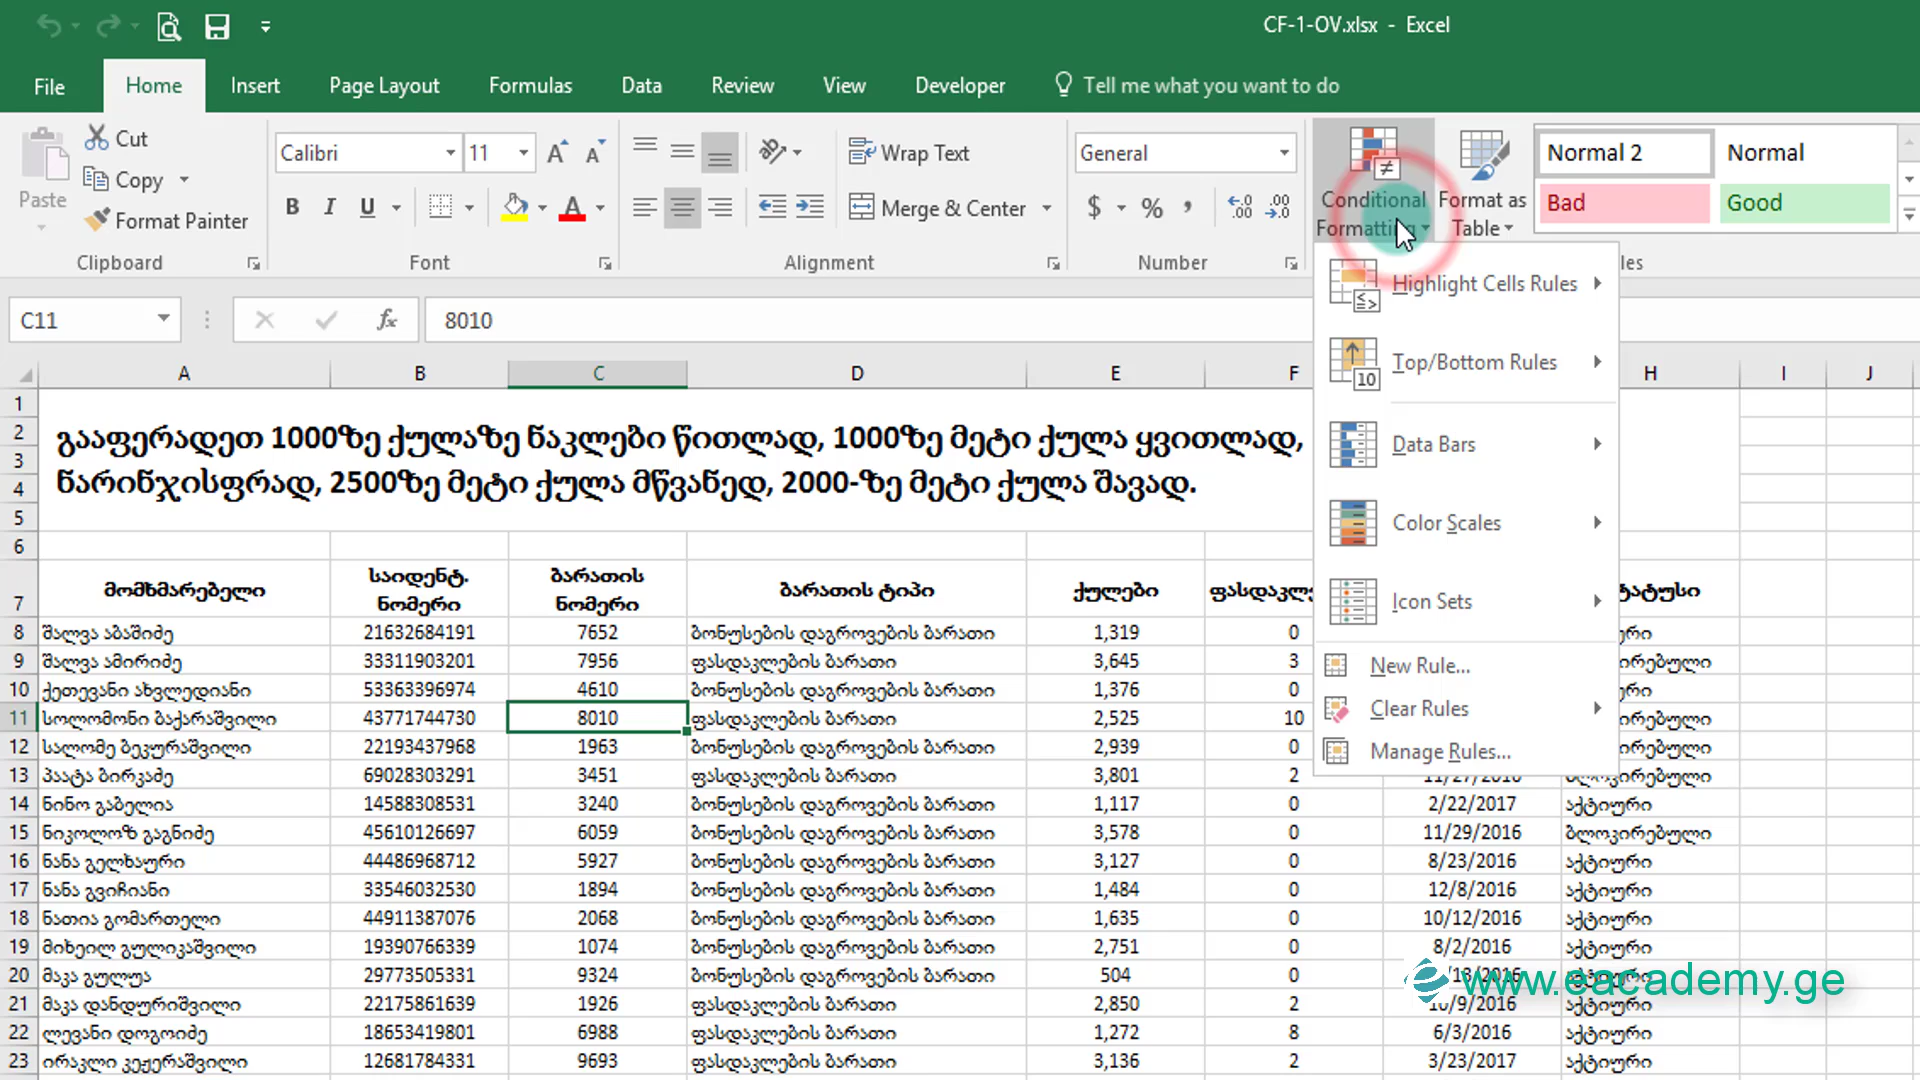 CF-1-OV.xlsx - Excel
File Home Insert Page Layout Formulas Data Review View Developer Tell me what you want to do
Paste
Cut
Copy
Format Painter
Clipboard
Calibri 11
B I U
Font
Wrap Text
Merge & Center
Alignment
General
$ % ,
Number
Conditional Formatting
Format as Table
Normal 2 Normal
Bad Good
Highlight Cells Rules
Top/Bottom Rules
Data Bars
Color Scales
Icon Sets
New Rule...
Clear Rules
Manage Rules...
C11 fx 8010
A B C D E F H I J
1
2
3
4
5
6
გააფერადეთ 1000ზე ქულაზე ნაკლები წითლად, 1000ზე მეტი ქულა ყვითლად,
ნარინჯისფრად, 2500ზე მეტი ქულა მწვანედ, 2000-ზე მეტი ქულა შავად.
7 მომხმარებელი საიდენტ. ნომერი ბარათის ნომერი ბარათის ტიპი ქულები
8 შალვა აბაშიძე 21632684191 7652 ბონუსების დაგროვების ბარათი 1,319 0
9 შალვა ამირიძე 33311903201 7956 ფასდაკლების ბარათი 3,645 3
10 ქეთევანი ახვლედიანი 53363396974 4610 ბონუსების დაგროვების ბარათი 1,376 0
11 სოლომონი ბაქარაშვილი 43771744730 8010 ფასდაკლების ბარათი 2,525 10
12 სალომე ბეკურაშვილი 22193437968 1963 ბონუსების დაგროვების ბარათი 2,939 0
13 პაატა ბირკაძე 69028303291 3451 ფასდაკლების ბარათი 3,801 2 11/27/2016 ბლოკირებული
14 ნინო გაბელია 14588308531 3240 ბონუსების დაგროვების ბარათი 1,117 0 2/22/2017 აქტიური
15 ნიკოლოზ გაგნიძე 45610126697 6059 ბონუსების დაგროვების ბარათი 3,578 0 11/29/2016 ბლოკირებული
16 ნანა გელხაური 44486968712 5927 ბონუსების დაგროვების ბარათი 3,127 0 8/23/2016 აქტიური
17 ნანა გვიჩიანი 33546032530 1894 ბონუსების დაგროვების ბარათი 1,484 0 12/8/2016 აქტიური
18 ნათია გომართელი 44911387076 2068 ბონუსების დაგროვების ბარათი 1,635 0 10/12/2016 აქტიური
19 მიხეილ გულიკაშვილი 19390766339 1074 ბონუსების დაგროვების ბარათი 2,751 0 8/2/2016 აქტიური
20 მაკა გულუა 29773505331 9324 ბონუსების დაგროვების ბარათი 504 0
www.eacademy.ge
21 მაკა დანდურიშვილი 22175861639 1926 ფასდაკლების ბარათი 2,850 2 10/9/2016 აქტიური
22 ლევანი დოგოიძე 18653419801 6988 ფასდაკლების ბარათი 1,272 8 6/3/2016 აქტიური
23 ირაკლი კეჟერაშვილი 12681784331 9693 ფასდაკლების ბარათი 3,136 2 3/23/2017 აქტიური